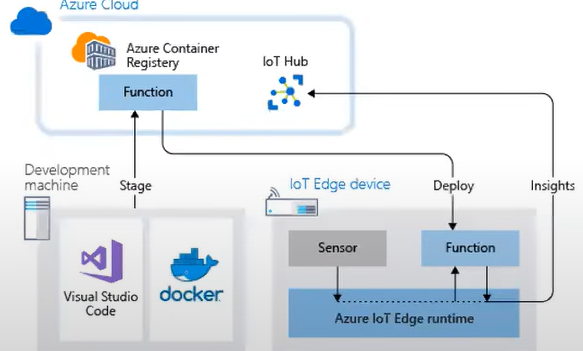 Azure Cloud
Azure Container
Registery
IoT Hub
Function
Development
machine
Stage
IoT Edge device
Deploy
Insights
Sensor
Function
Visual Studio
Code
docker
Azure IoT Edge runtime